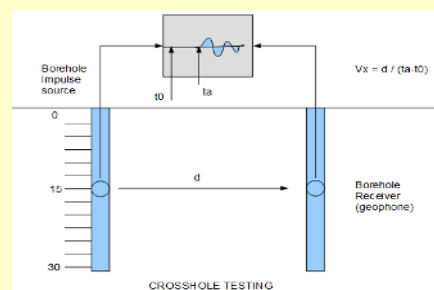 Borehole
Impulse
source
t0
ta
Vx = d / (ta-t0)
0
15
30
d
Borehole
Receiver
(geophone)
CROSSHOLE TESTING